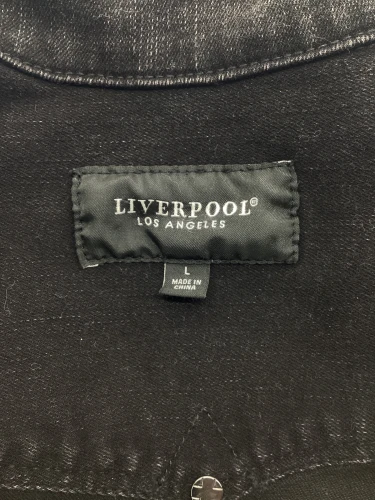 LIVERPOOL®
LOS ANGELES
L
MADE IN
CHINA